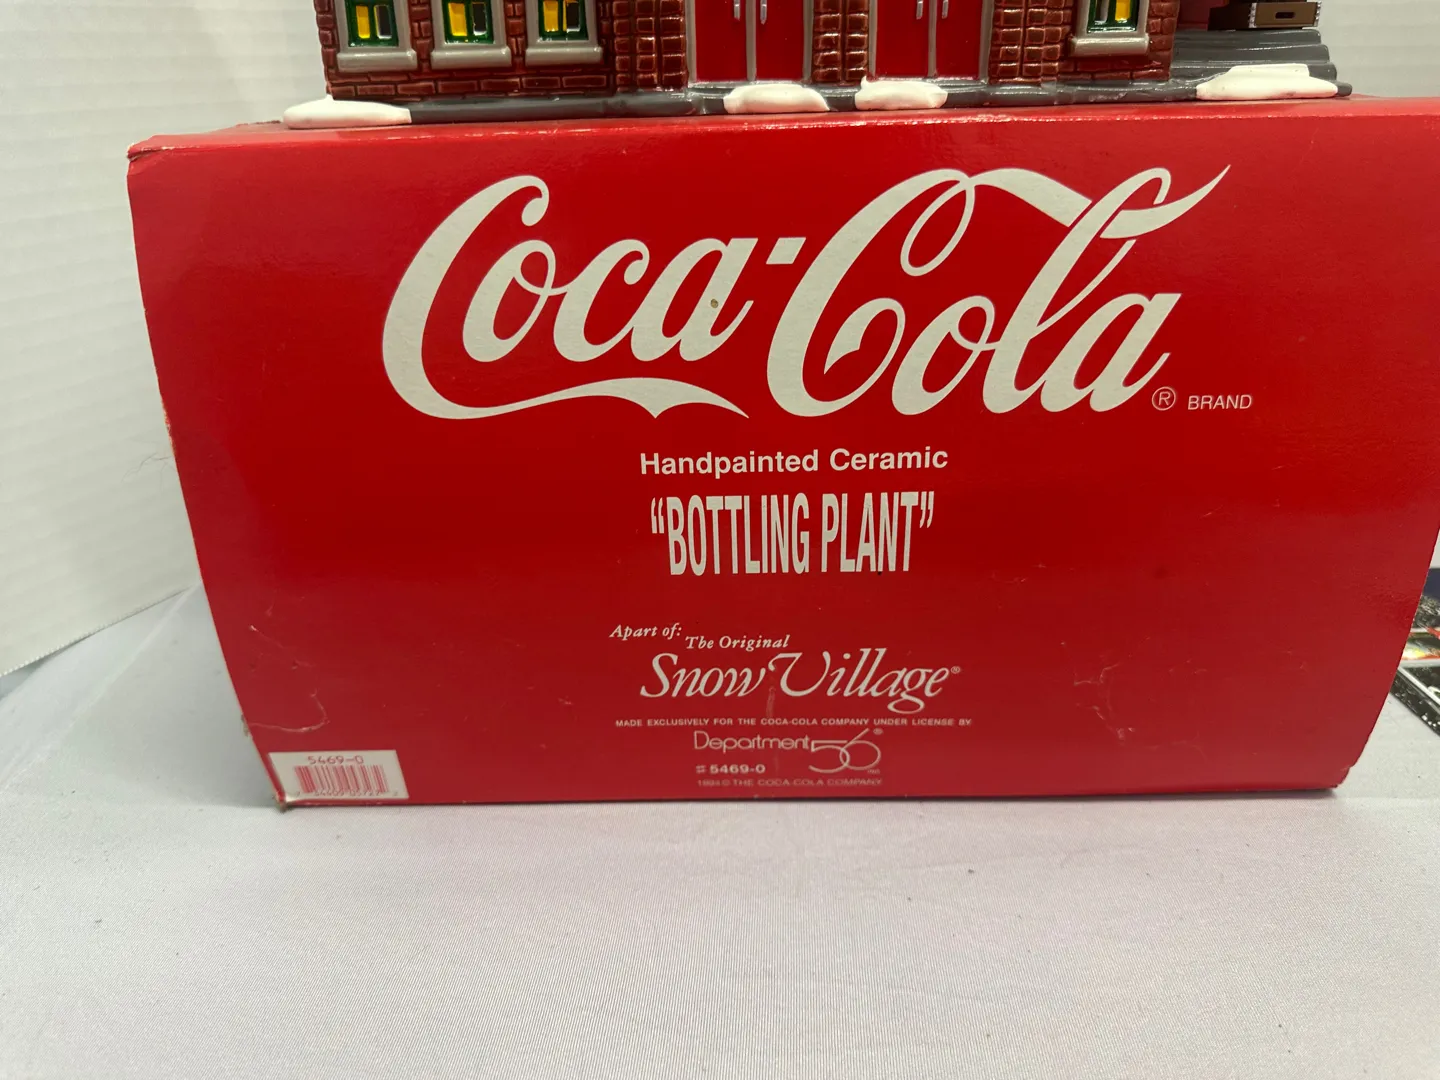 Coca-Cola ® BRAND
Handpainted Ceramic
“BOTTLING PLANT”
Apart of: The Original
Snow Village®
MADE EXCLUSIVELY FOR THE COCA-COLA COMPANY UNDER LICENSE BY
Department 56®
# 5469-0
© THE COCA-COLA COMPANY
5469-0